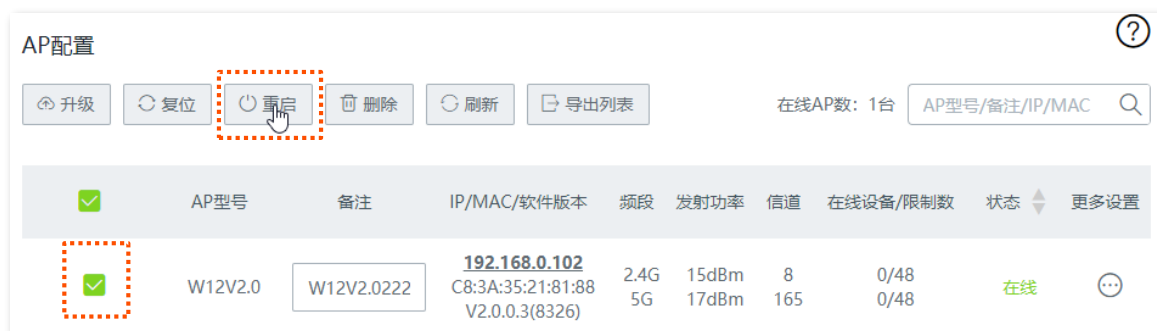 AP配置
?
升级 复位 重启 删除 刷新 导出列表 在线AP数：1台 AP型号/备注/IP/MAC
AP型号 备注 IP/MAC/软件版本 频段 发射功率 信道 在线设备/限制数 状态 更多设置
192.168.0.102
W12V2.0 W12V2.0222 C8:3A:35:21:81:88 2.4G 15dBm 8 0/48 在线
V2.0.0.3(8326) 5G 17dBm 165 0/48